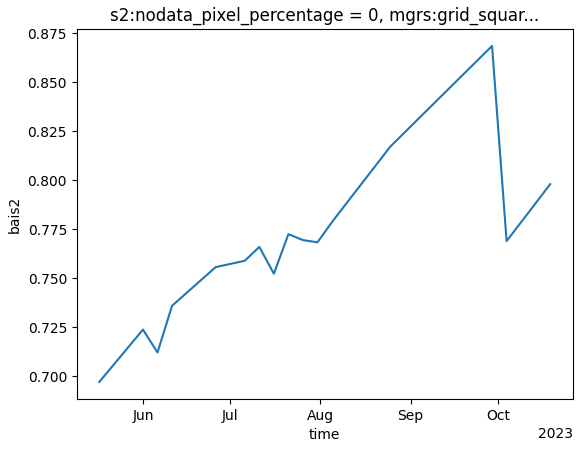 s2:nodata_pixel_percentage = 0, mgrs:grid_squar...
0.875
0.850
0.825
0.800
0.775
0.750
0.725
0.700
bais2
Jun Jul Aug Sep Oct
time
2023